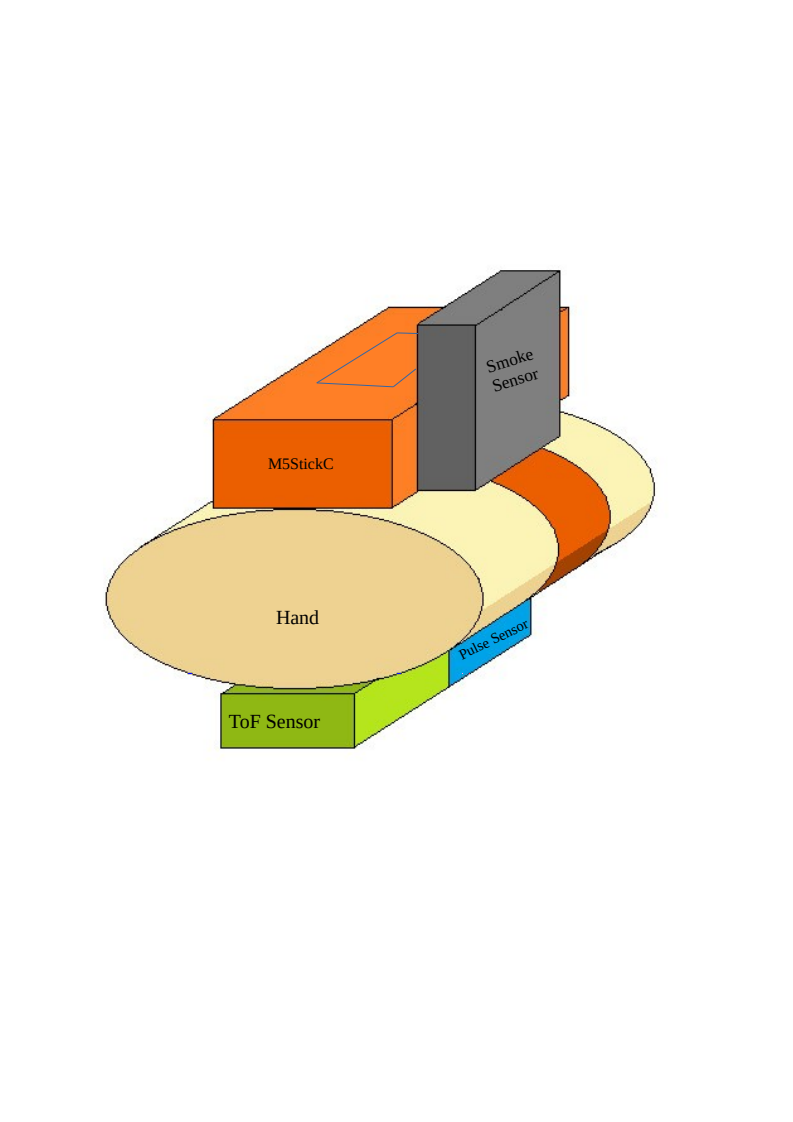 Smoke
Sensor
M5StickC
Hand
Pulse Sensor
ToF Sensor